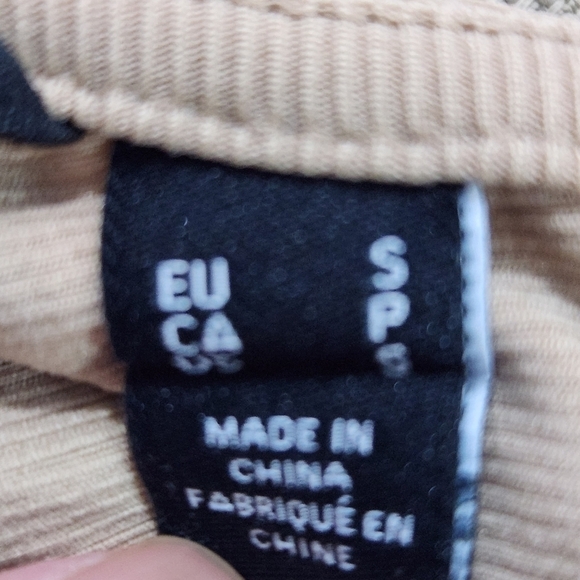 EU S
CA P
MADE IN
CHINA
FABRIQUÉ EN
CHINE